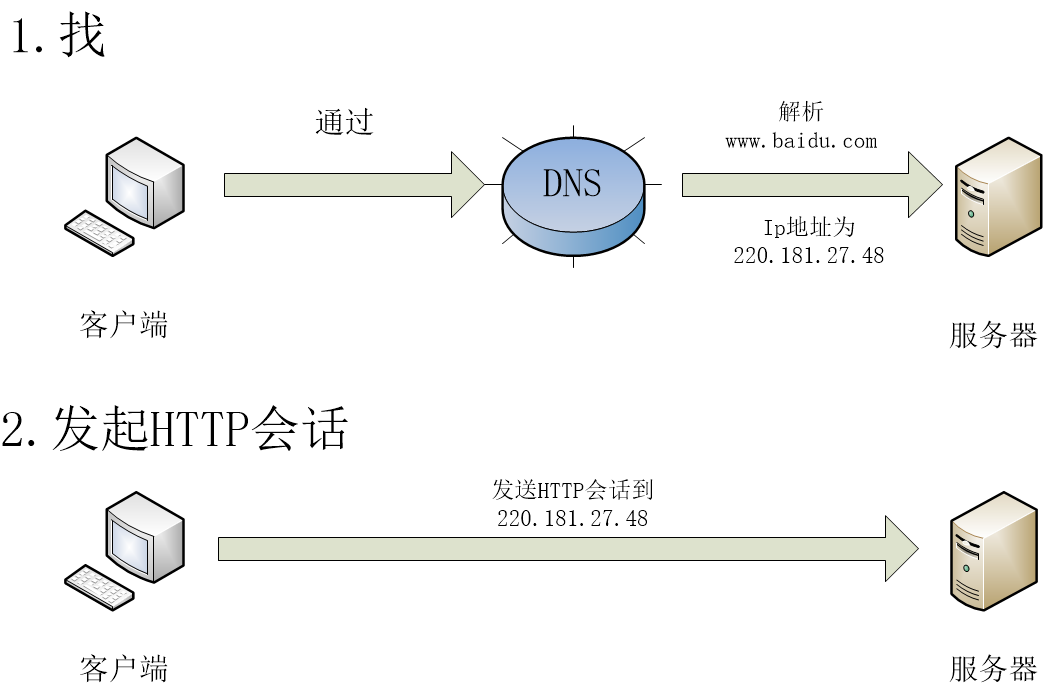 1.找
通过
DNS
解析
www.baidu.com
Ip地址为
220.181.27.48
客户端
服务器
2.发起HTTP会话
发送HTTP会话到
220.181.27.48
客户端
服务器